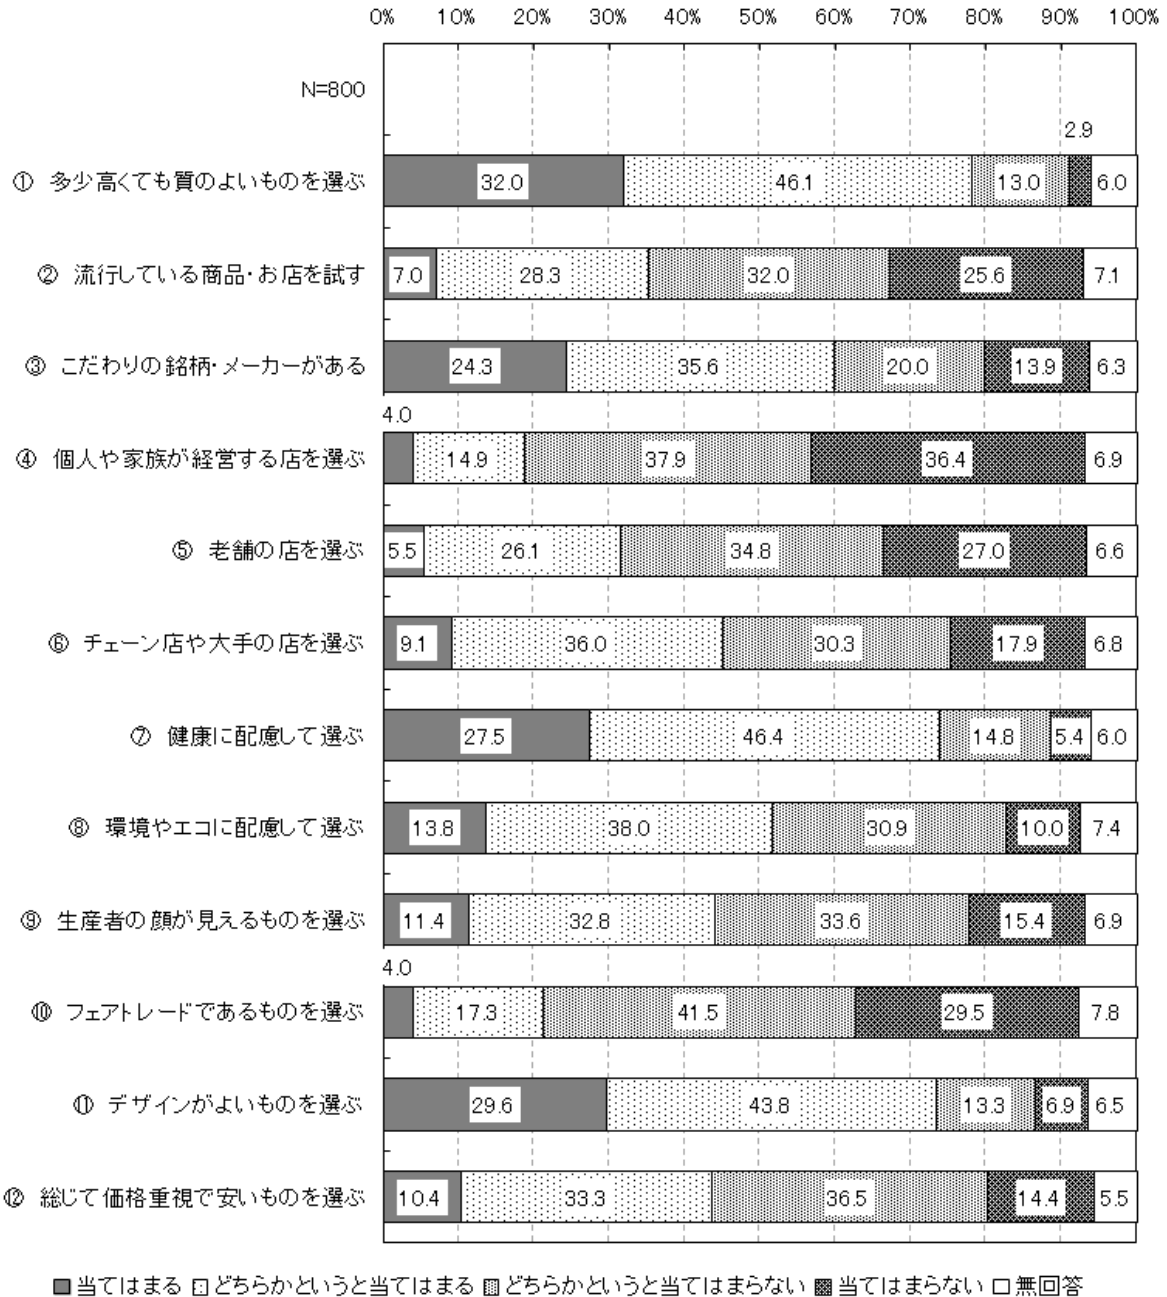 0% 10% 20% 30% 40% 50% 60% 70% 80% 90% 100%
N=800
2.9
① 多少高くても質のよいものを選ぶ 32.0 46.1 13.0 6.0
② 流行している商品・お店を試す 7.0 28.3 32.0 25.6 7.1
③ こだわりの銘柄・メーカーがある 24.3 35.6 20.0 13.9 6.3
4.0
④ 個人や家族が経営する店を選ぶ 14.9 37.9 36.4 6.9
⑤ 老舗の店を選ぶ 5.5 26.1 34.8 27.0 6.6
⑥ チェーン店や大手の店を選ぶ 9.1 36.0 30.3 17.9 6.8
⑦ 健康に配慮して選ぶ 27.5 46.4 14.8 5.4 6.0
⑧ 環境やエコに配慮して選ぶ 13.8 38.0 30.9 10.0 7.4
⑨ 生産者の顔が見えるものを選ぶ 11.4 32.8 33.6 15.4 6.9
4.0
⑩ フェアトレードであるものを選ぶ 17.3 41.5 29.5 7.8
⑪ デザインがよいものを選ぶ 29.6 43.8 13.3 6.9 6.5
⑫ 総じて価格重視で安いものを選ぶ 10.4 33.3 36.5 14.4 5.5
当てはまる どちらかというと当てはまる どちらかというと当てはまらない 当てはまらない 無回答